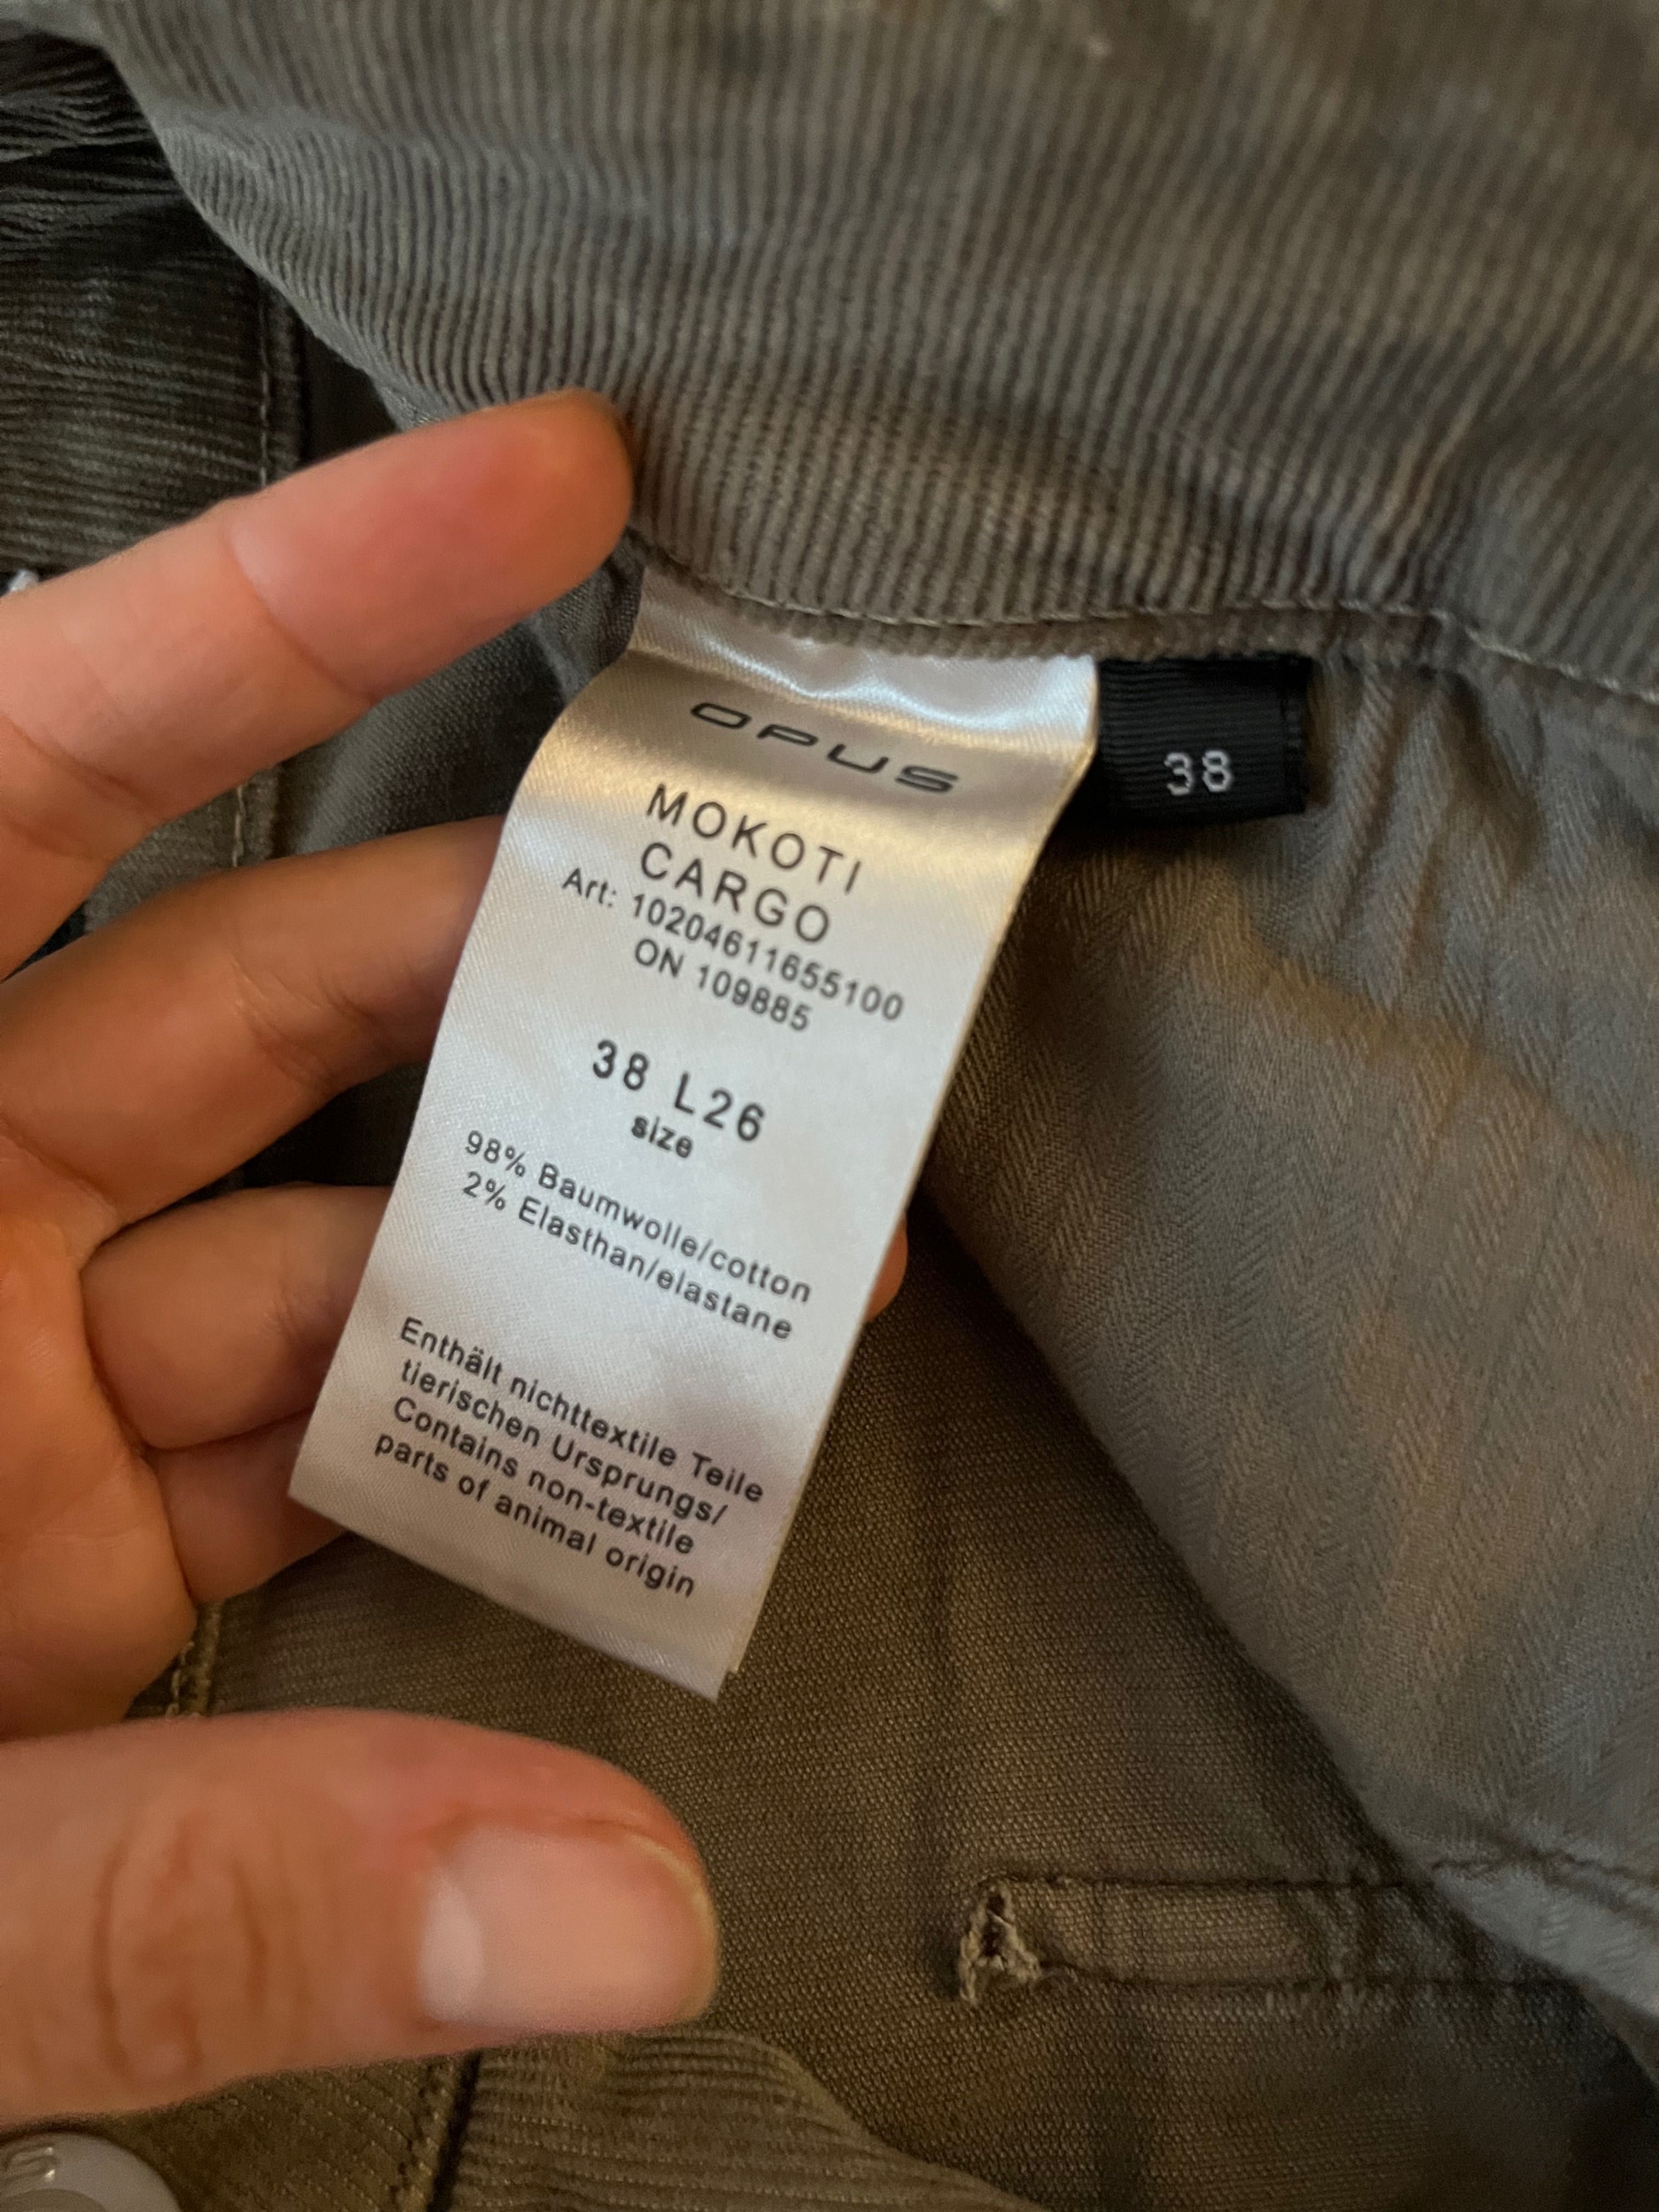 OPUS
38
MOKOTI
CARGO
Art: 10204611655100
ON 109885
38 L26
size
98% Baumwolle/cotton
2% Elasthan/elastane
Enthält nichttextile Teile
tierischen Ursprungs/
Contains non-textile
parts of animal origin